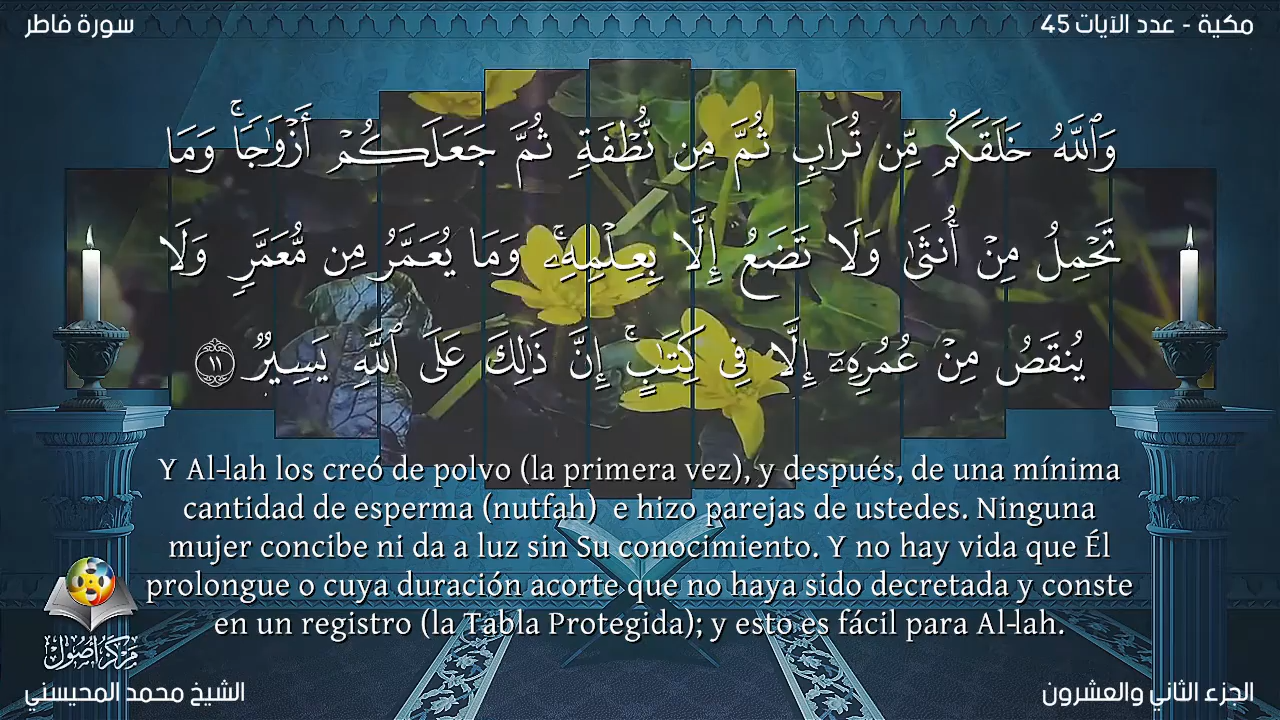 سورة فاطر
مكية - عدد الآيات 45
وَٱللَّهُ خَلَقَكُم مِّن تُرَابٍ ثُمَّ مِن نُّطْفَةٍ ثُمَّ جَعَلَكُمْ أَزْوَٰجًا ۚ وَمَا
تَحْمِلُ مِنْ أُنثَىٰ وَلَا تَضَعُ إِلَّا بِعِلْمِهِۦ ۚ وَمَا يُعَمَّرُ مِن مُّعَمَّرٍ وَلَا
يُنقَصُ مِنْ عُمُرِهِۦٓ إِلَّا فِى كِتَٰبٍ ۚ إِنَّ ذَٰلِكَ عَلَى ٱللَّهِ يَسِيرٌ ١١
Y Al-lah los creó de polvo (la primera vez), y después, de una mínima
cantidad de esperma (nutfah) e hizo parejas de ustedes. Ninguna
mujer concibe ni da a luz sin Su conocimiento. Y no hay vida que Él
prolongue o cuya duración acorte que no haya sido decretada y conste
en un registro (la Tabla Protegida); y esto es fácil para Al-lah.
مركز أصول
الشيخ محمد المحيسني
الجزء الثاني والعشرون